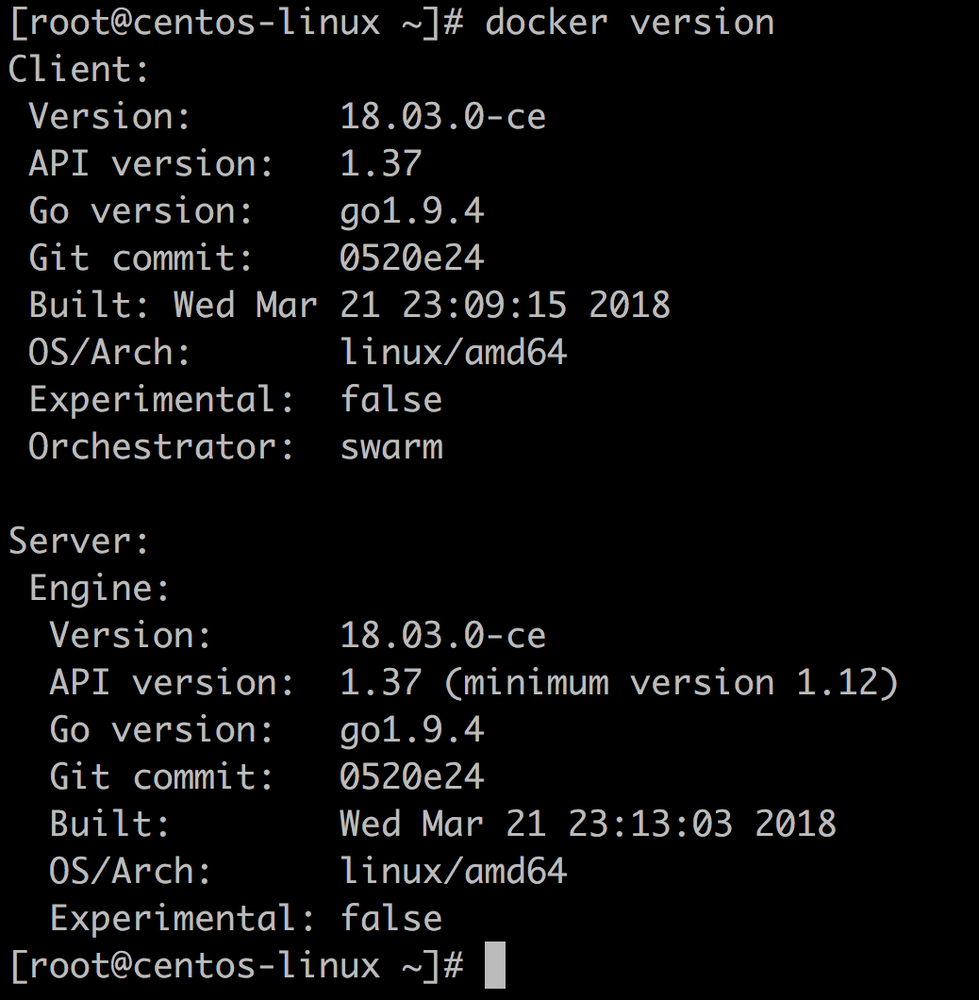 [root@centos-linux ~]# docker version
Client:
 Version:       18.03.0-ce
 API version:   1.37
 Go version:    go1.9.4
 Git commit:    0520e24
 Built: Wed Mar 21 23:09:15 2018
 OS/Arch:       linux/amd64
 Experimental:  false
 Orchestrator:  swarm

Server:
 Engine:
  Version:      18.03.0-ce
  API version:  1.37 (minimum version 1.12)
  Go version:   go1.9.4
  Git commit:   0520e24
  Built:        Wed Mar 21 23:13:03 2018
  OS/Arch:      linux/amd64
  Experimental: false
[root@centos-linux ~]#